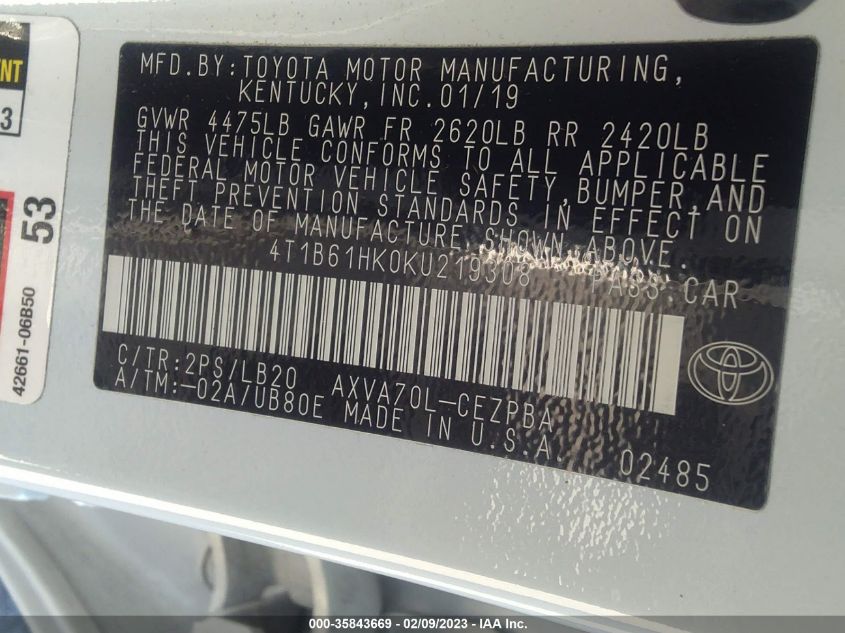 MFD.BY:TOYOTA MOTOR MANUFACTURING,
KENTUCKY,INC.01/19
GVWR 4475LB GAWR FR 2620LB RR 2420LB
THIS VEHICLE CONFORMS TO ALL APPLICABLE
FEDERAL MOTOR VEHICLE SAFETY,BUMPER,AND
THEFT PREVENTION STANDARDS IN EFFECT ON
THE DATE OF MANUFACTURE SHOWN ABOVE.
4T1B61HK0KU219308 PASS.CAR
C/TR:2PS/LB20 AXVA70L-CEZPBA
A/TM:-02A/UB80E MADE IN U.S.A.
02485
ENT
3
53
42661-06B50
000-35843669 - 02/09/2023 - IAA Inc.